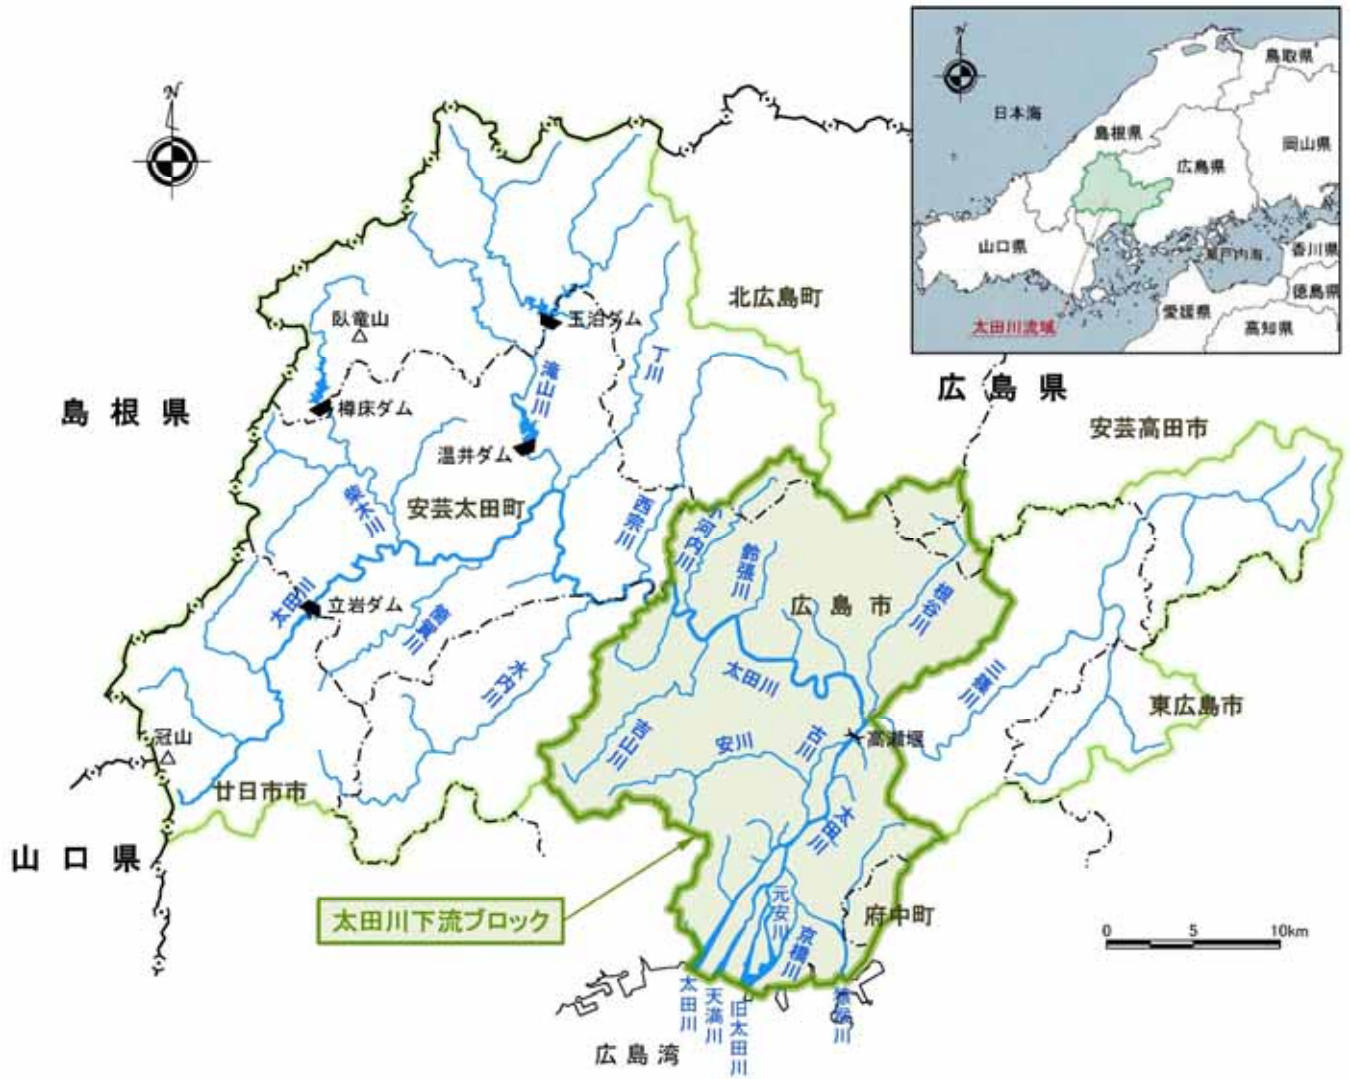 N
N
鳥取県
日本海
島根県
岡山県
広島県
山口県
瀬戸内海
香川県
徳島県
愛媛県
高知県
太田川流域
北広島町
臥竜山
王泊ダム
丁川
滝山川
広島県
島根県
樽床ダム
安芸高田市
温井ダム
柴木川
安芸太田町
西宗川
小河内川
鈴張川
太田川
立岩ダム
筒賀川
広島市
根谷川
水内川
太田川
三篠川
東広島市
冠山
吉山川
安川
古川
高瀬堰
廿日市市
太田川
山口県
元安川
府中町
太田川下流ブロック
京橋川
0 5 10km
太田川
天満川
旧太田川
猿猴川
広島湾